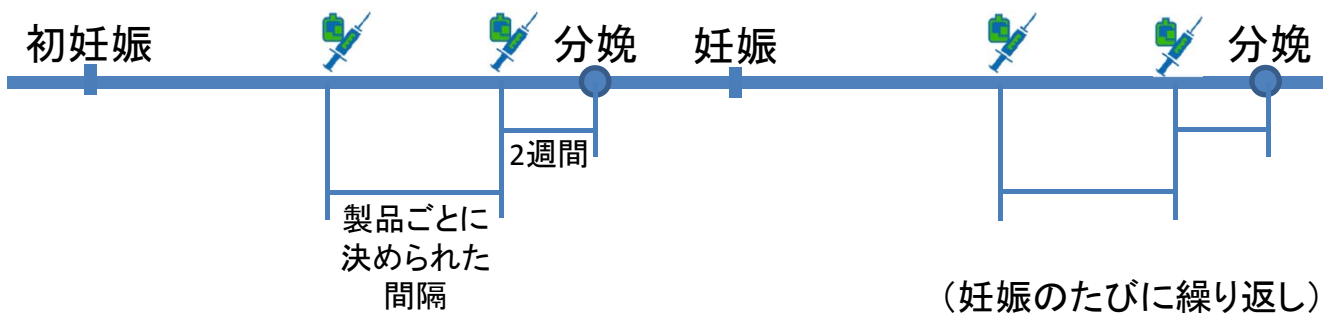 初妊娠
分娩
妊娠
分娩
2週間
製品ごとに
決められた
間隔
（妊娠のたびに繰り返し）